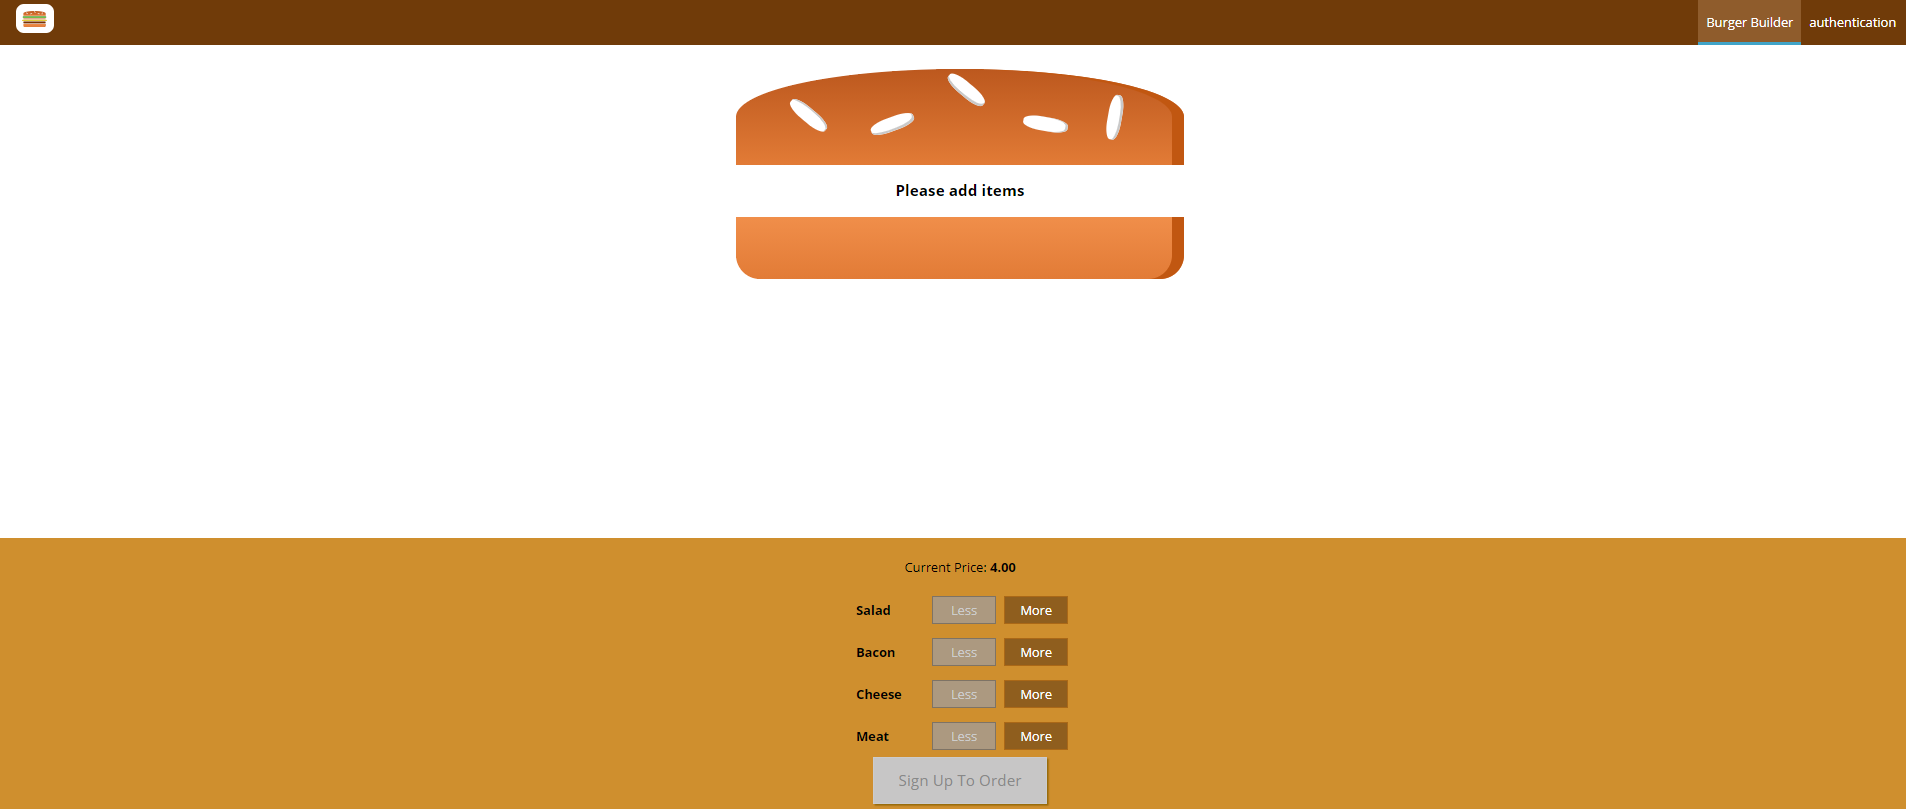 Burger Builder authentication
Please add items
Current Price: 4.00
Salad Less More
Bacon Less More
Cheese Less More
Meat Less More
Sign Up To Order